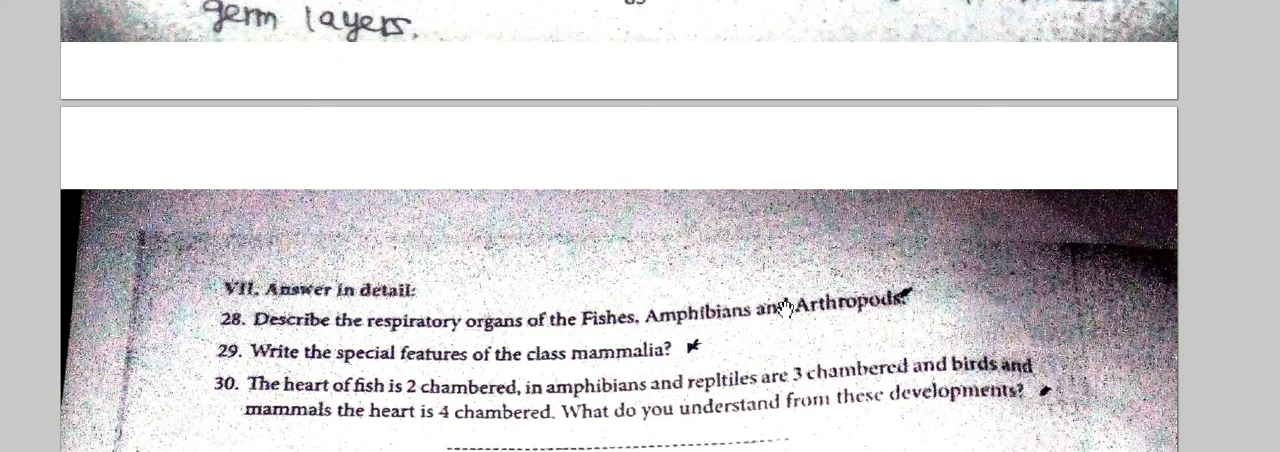 germ layers.
VII. Answer in detail:
28. Describe the respiratory organs of the Fishes, Amphibians and Arthropods.
29. Write the special features of the class mammalia?
30. The heart of fish is 2 chambered, in amphibians and repltiles are 3 chambered and birds and
mammals the heart is 4 chambered. What do you understand from these developments?